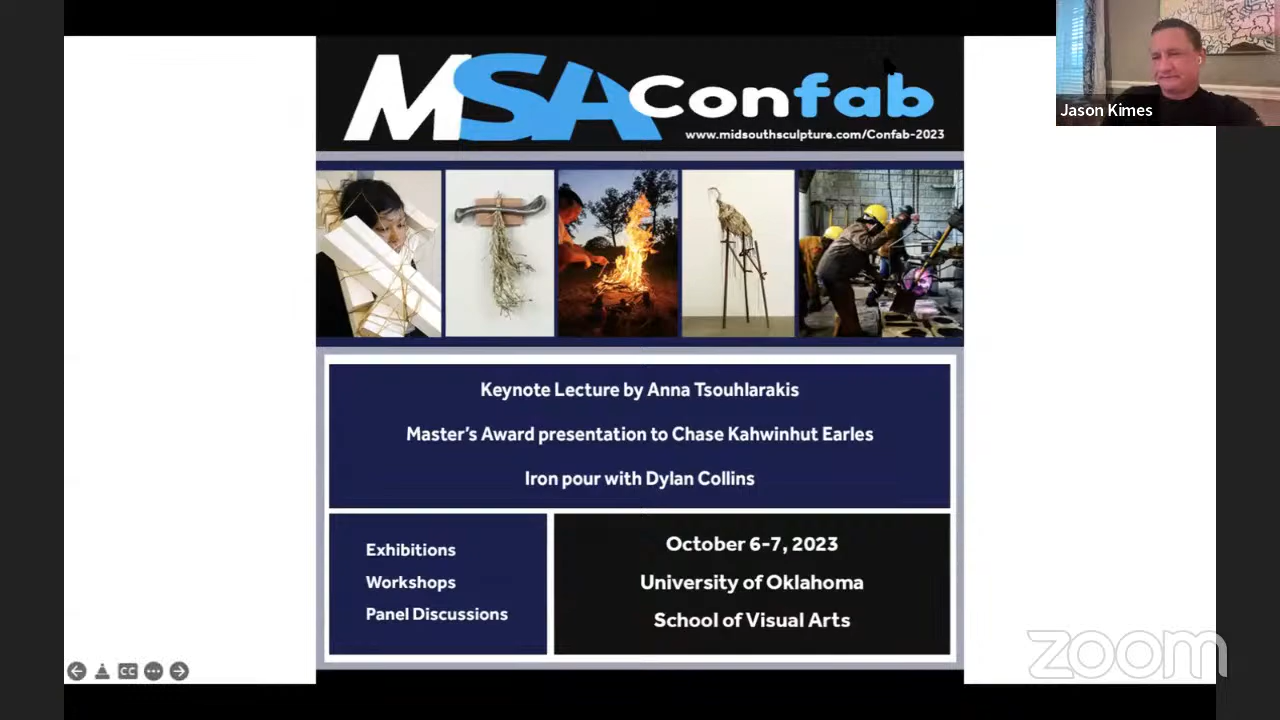 MSAConfab
www.midsouthsculpture.com/Confab-2023
Jason Kimes
Keynote Lecture by Anna Tsouhlarakis
Master's Award presentation to Chase Kahwinhut Earles
Iron pour with Dylan Collins
Exhibitions
Workshops
Panel Discussions
October 6-7, 2023
University of Oklahoma
School of Visual Arts
CC
zoom